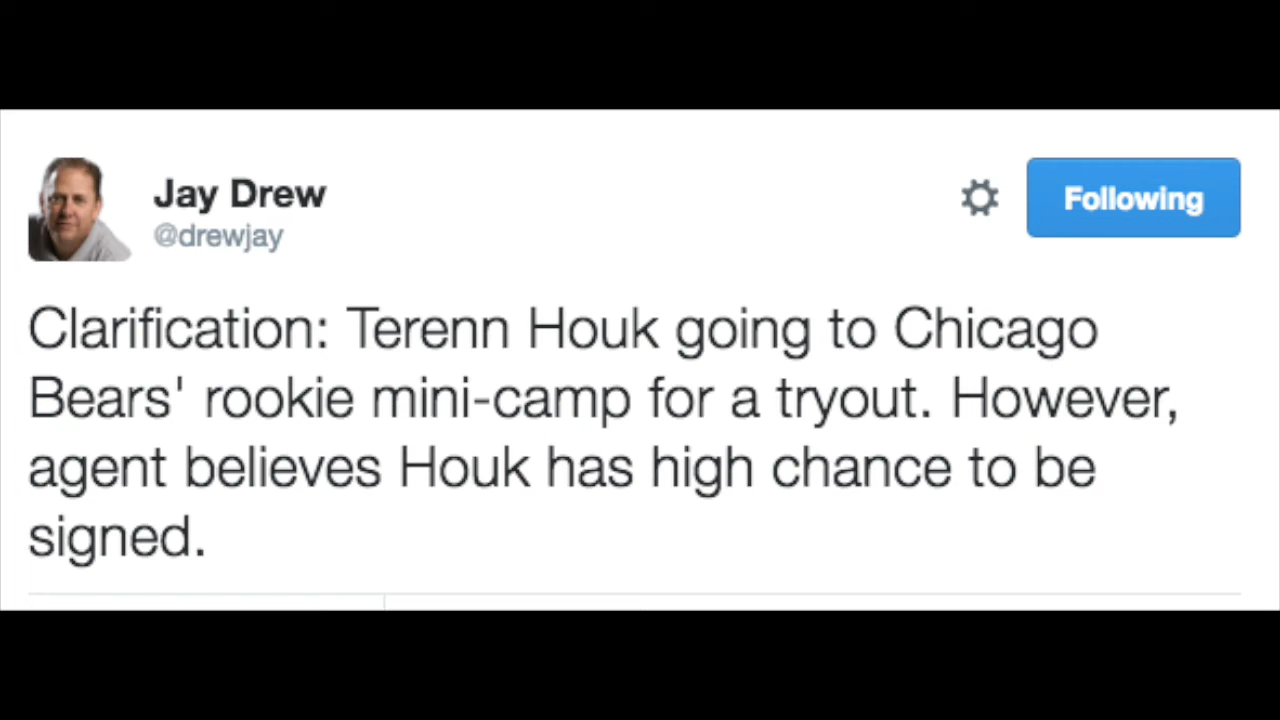 Jay Drew
@drewjay
Following
Clarification: Terenn Houk going to Chicago
Bears' rookie mini-camp for a tryout. However,
agent believes Houk has high chance to be
signed.